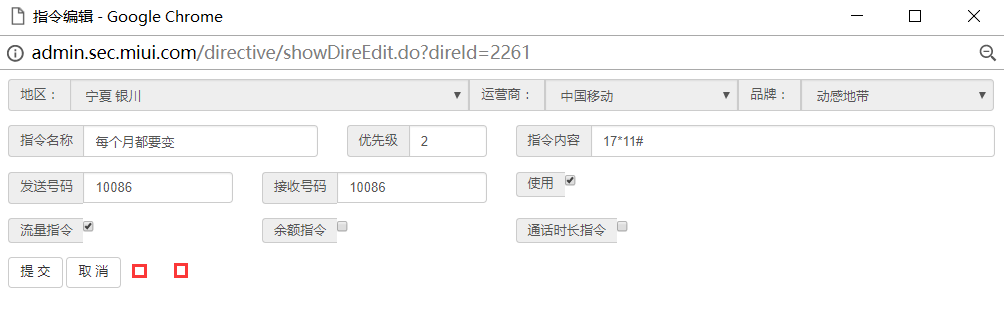 指令编辑 - Google Chrome
admin.sec.miui.com/directive/showDireEdit.do?direId=2261
地区： 宁夏 银川 运营商： 中国移动 品牌： 动感地带
指令名称 每个月都要变 优先级 2 指令内容 17*11#
发送号码 10086 接收号码 10086 使用
流量指令 余额指令 通话时长指令
提 交 取 消